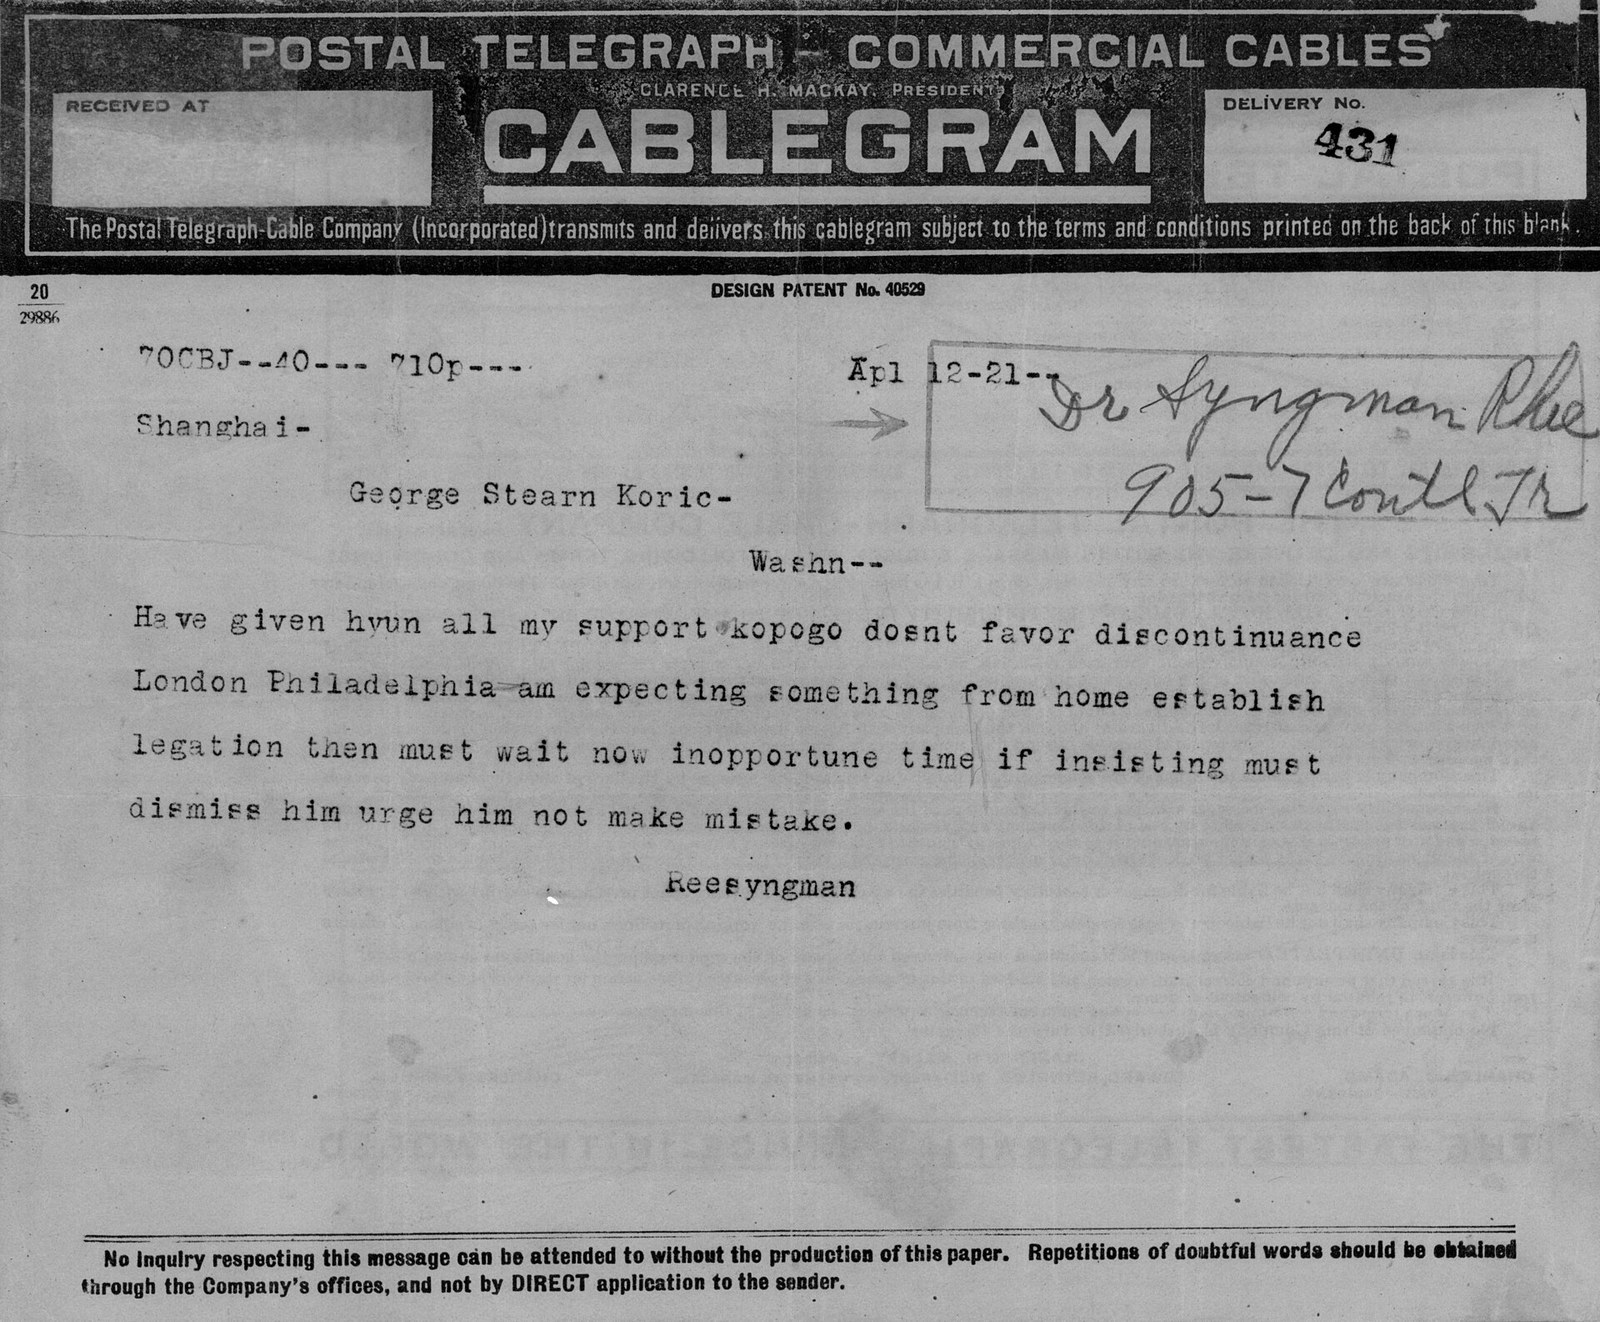 POSTAL TELEGRAPH - COMMERCIAL CABLES
CLARENCE H. MACKAY, PRESIDENT
RECEIVED AT
CABLEGRAM
DELIVERY No.
431
The Postal Telegraph-Cable Company (Incorporated) transmits and delivers this cablegram subject to the terms and conditions printed on the back of this blank.
20
29886
DESIGN PATENT No. 40529
70CBJ--40--- 710p---
Apl 12-21--
Dr Syngman Rhee
905-7 Contl Tr
Shanghai-
George Stearn Koric-
Washn--
Have given hyun all my support kopogo dosnt favor discontinuance
London Philadelphia am expecting something from home establish
legation then must wait now inopportune time if insisting must
dismiss him urge him not make mistake.
Reesyngman
No Inquiry respecting this message can be attended to without the production of this paper. Repetitions of doubtful words should be obtained
through the Company's offices, and not by DIRECT application to the sender.